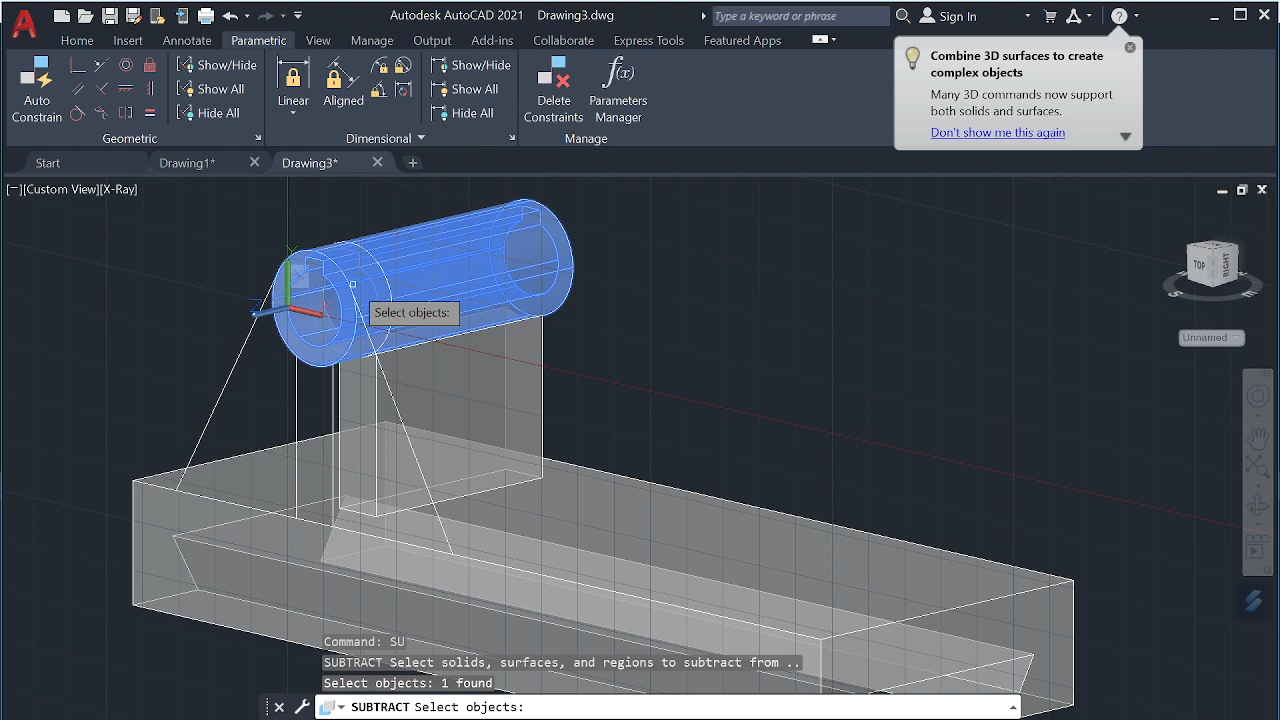 Autodesk AutoCAD 2021 Drawing3.dwg Type a keyword or phrase Sign In
Home Insert Annotate Parametric View Manage Output Add-ins Collaborate Express Tools Featured Apps
Auto
Constrain
Show/Hide
Show All
Hide All
Geometric
Linear
Aligned
Show/Hide
Show All
Hide All
Dimensional
Delete
Constraints
f(x)
Parameters
Manager
Manage
Combine 3D surfaces to create
complex objects
Many 3D commands now support
both solids and surfaces.
Don't show me this again
Start Drawing1* Drawing3*
[−][Custom View][X-Ray]
TOP
RIGHT
S
E
Unnamed
Y
Select objects:
Command: SU
SUBTRACT Select solids, surfaces, and regions to subtract from ..
Select objects: 1 found
SUBTRACT Select objects: